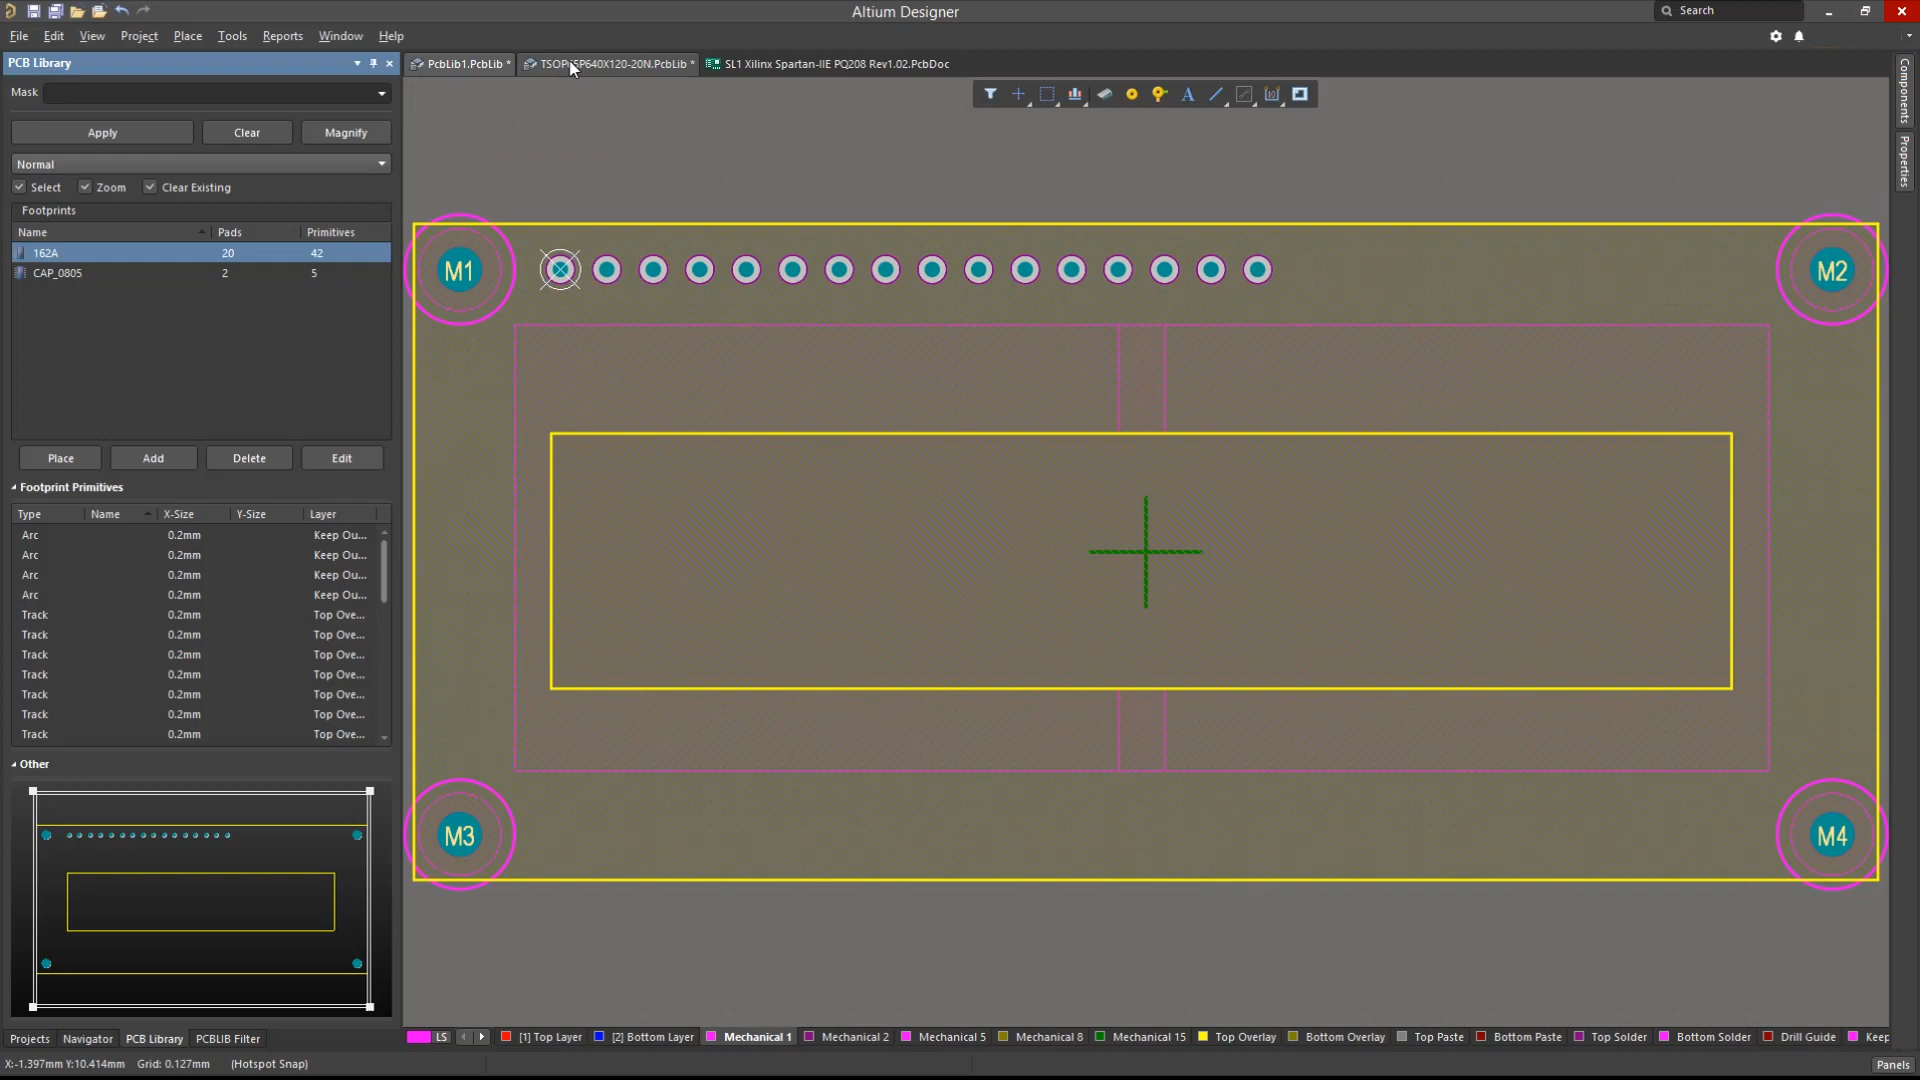 Altium Designer
Search
File Edit View Project Place Tools Reports Window Help
PCB Library
PcbLib1.PcbLib *
SL1 Xilinx Spartan-IIE PQ208 Rev1.02.PcbDoc
Mask
Apply Clear Magnify
Normal
Select Zoom Clear Existing
Footprints
Name Pads Primitives
162A 20 42
CAP_0805 2 5
Place Add Delete Edit
Footprint Primitives
Type Name X-Size Y-Size Layer
Arc 0.2mm Keep Ou...
Arc 0.2mm Keep Ou...
Arc 0.2mm Keep Ou...
Arc 0.2mm Keep Ou...
Track 0.2mm Top Ove...
Track 0.2mm Top Ove...
Track 0.2mm Top Ove...
Track 0.2mm Top Ove...
Track 0.2mm Top Ove...
Track 0.2mm Top Ove...
Track 0.2mm Top Ove...
Other
M1
M2
M3
M4
Components
Properties
Projects Navigator PCB Library PCBLIB Filter
LS [1] Top Layer [2] Bottom Layer Mechanical 1 Mechanical 2 Mechanical 5 Mechanical 8 Mechanical 15 Top Overlay Bottom Overlay Top Paste Bottom Paste Top Solder Bottom Solder Drill Guide Keep
X:-1.397mm Y:10.414mm Grid: 0.127mm (Hotspot Snap)
Panels